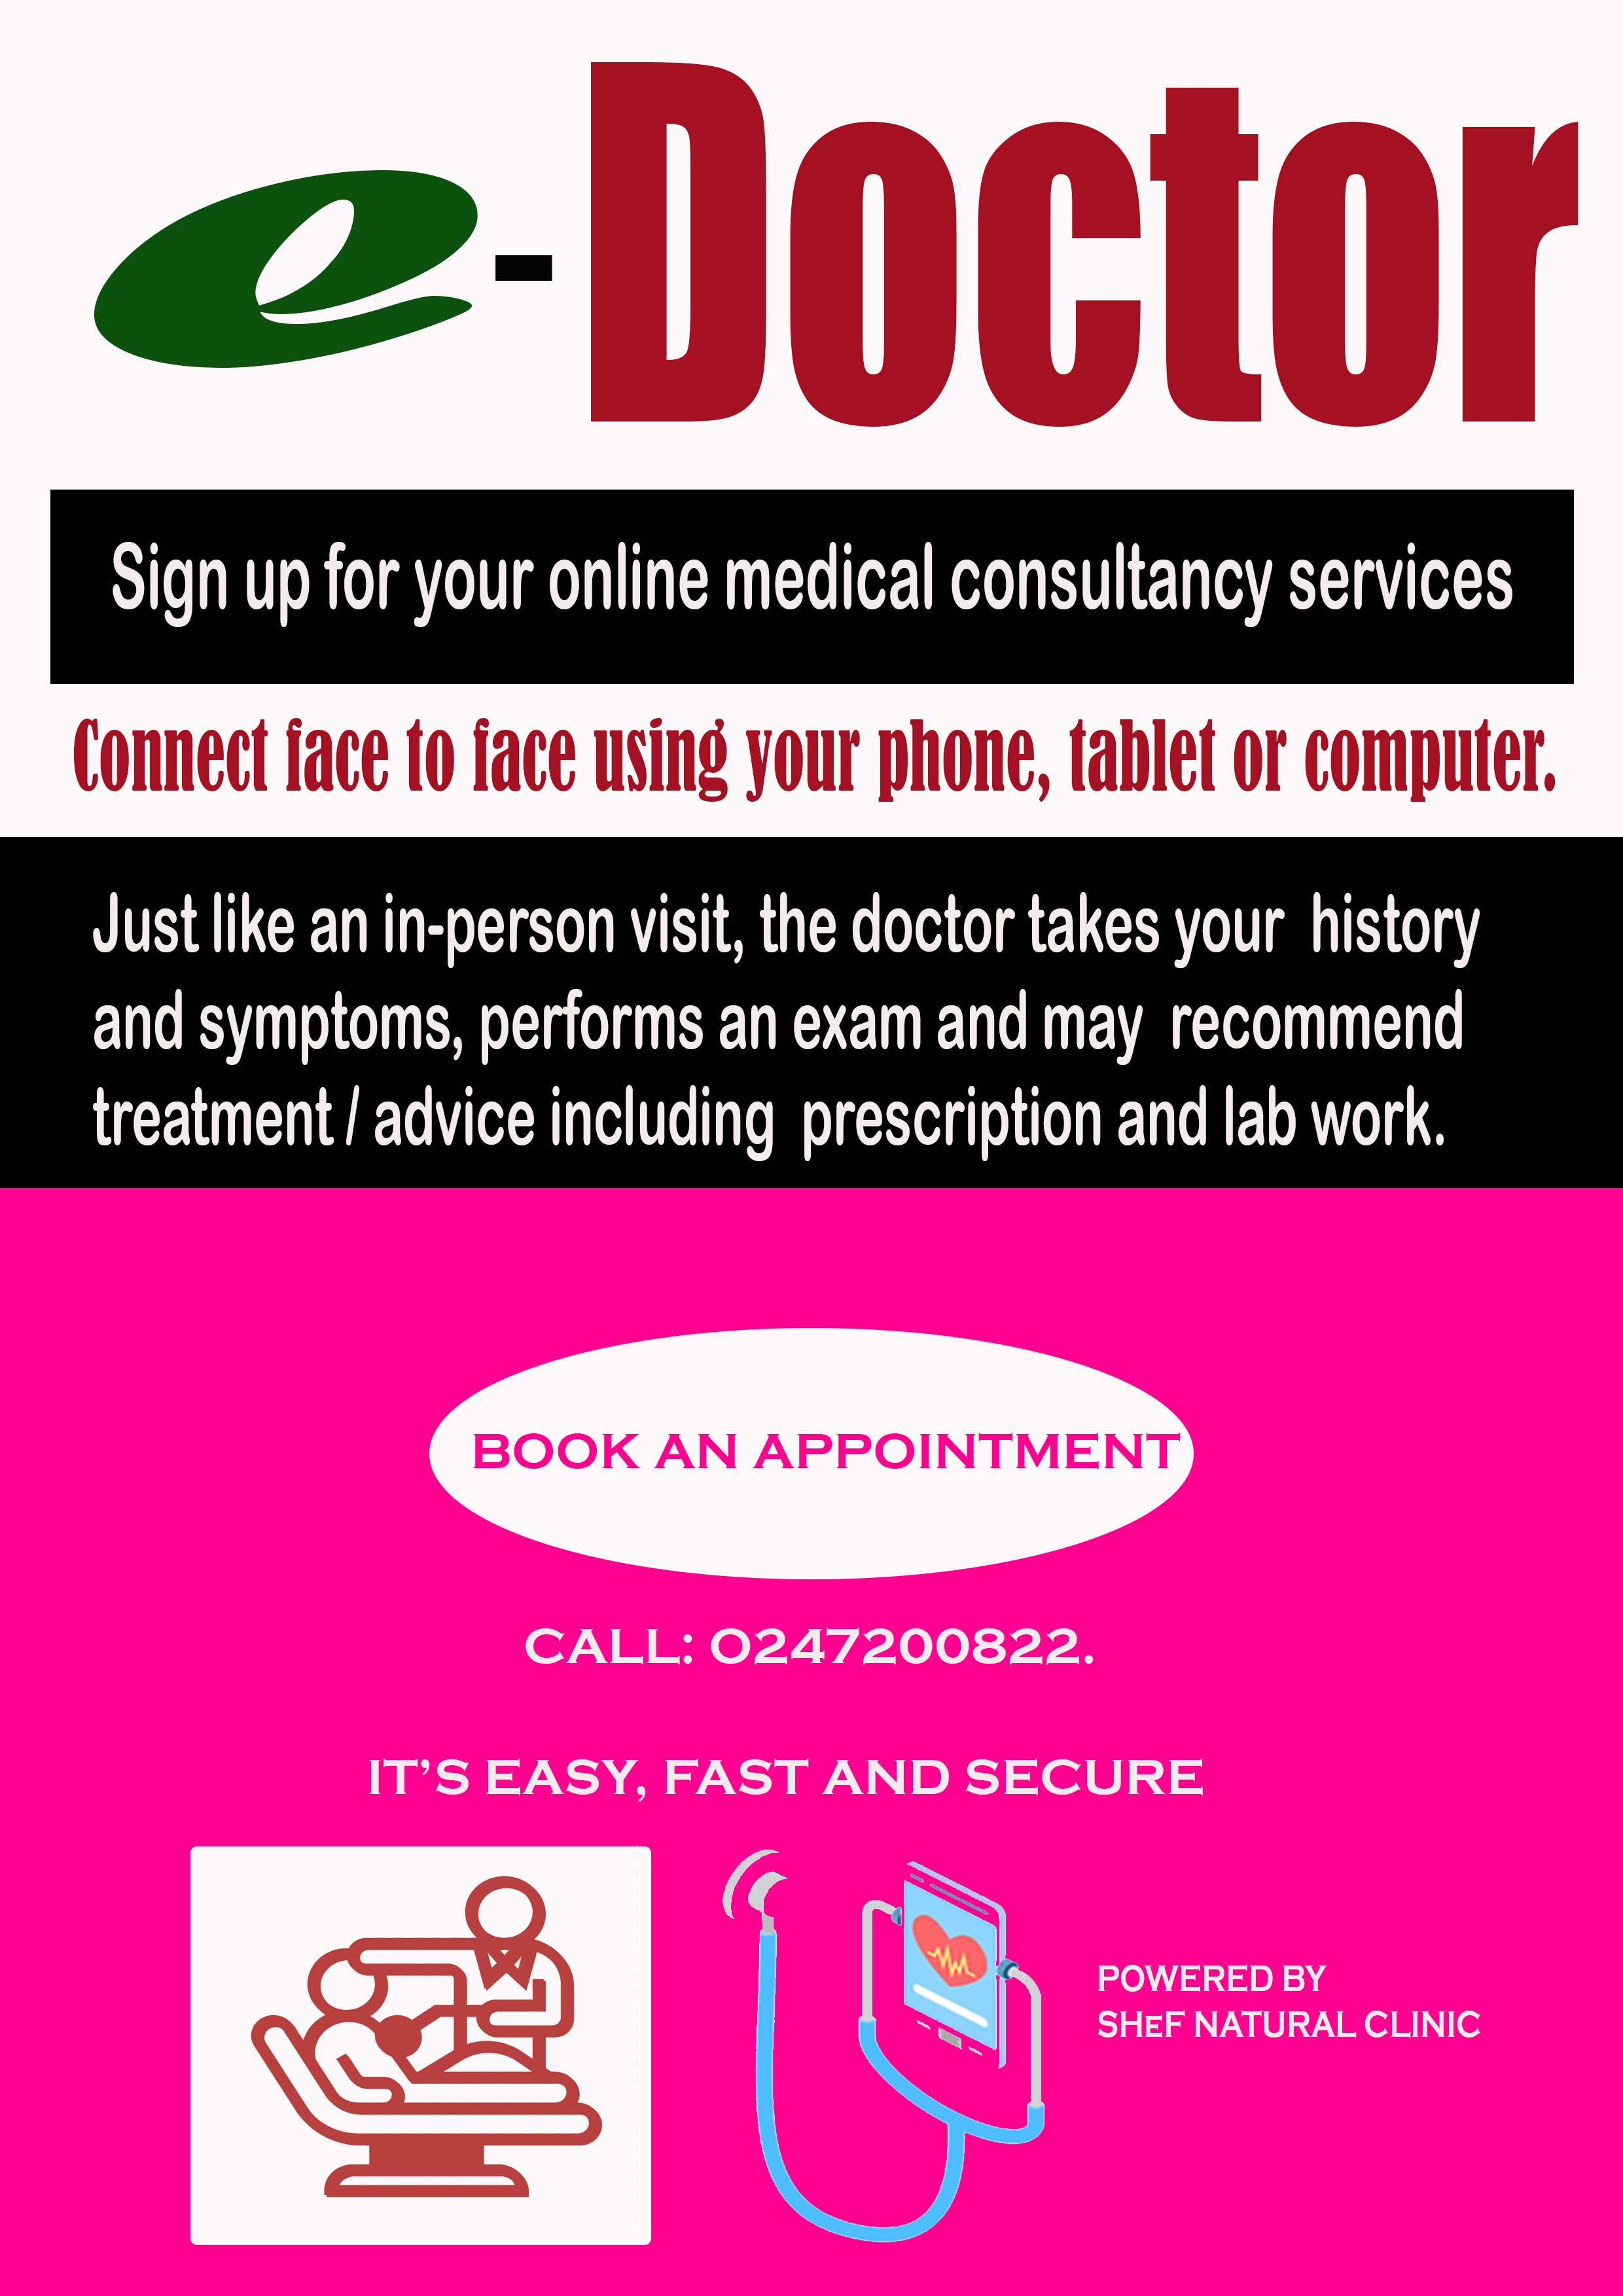 e-Doctor
Sign up for your online medical consultancy services
Connect face to face using your phone, tablet or computer.
Just like an in-person visit, the doctor takes your history
and symptoms, performs an exam and may recommend
treatment / advice including prescription and lab work.
BOOK AN APPOINTMENT
CALL: O247200822.
IT'S EASY, FAST AND SECURE
POWERED BY
SHeF NATURAL CLINIC